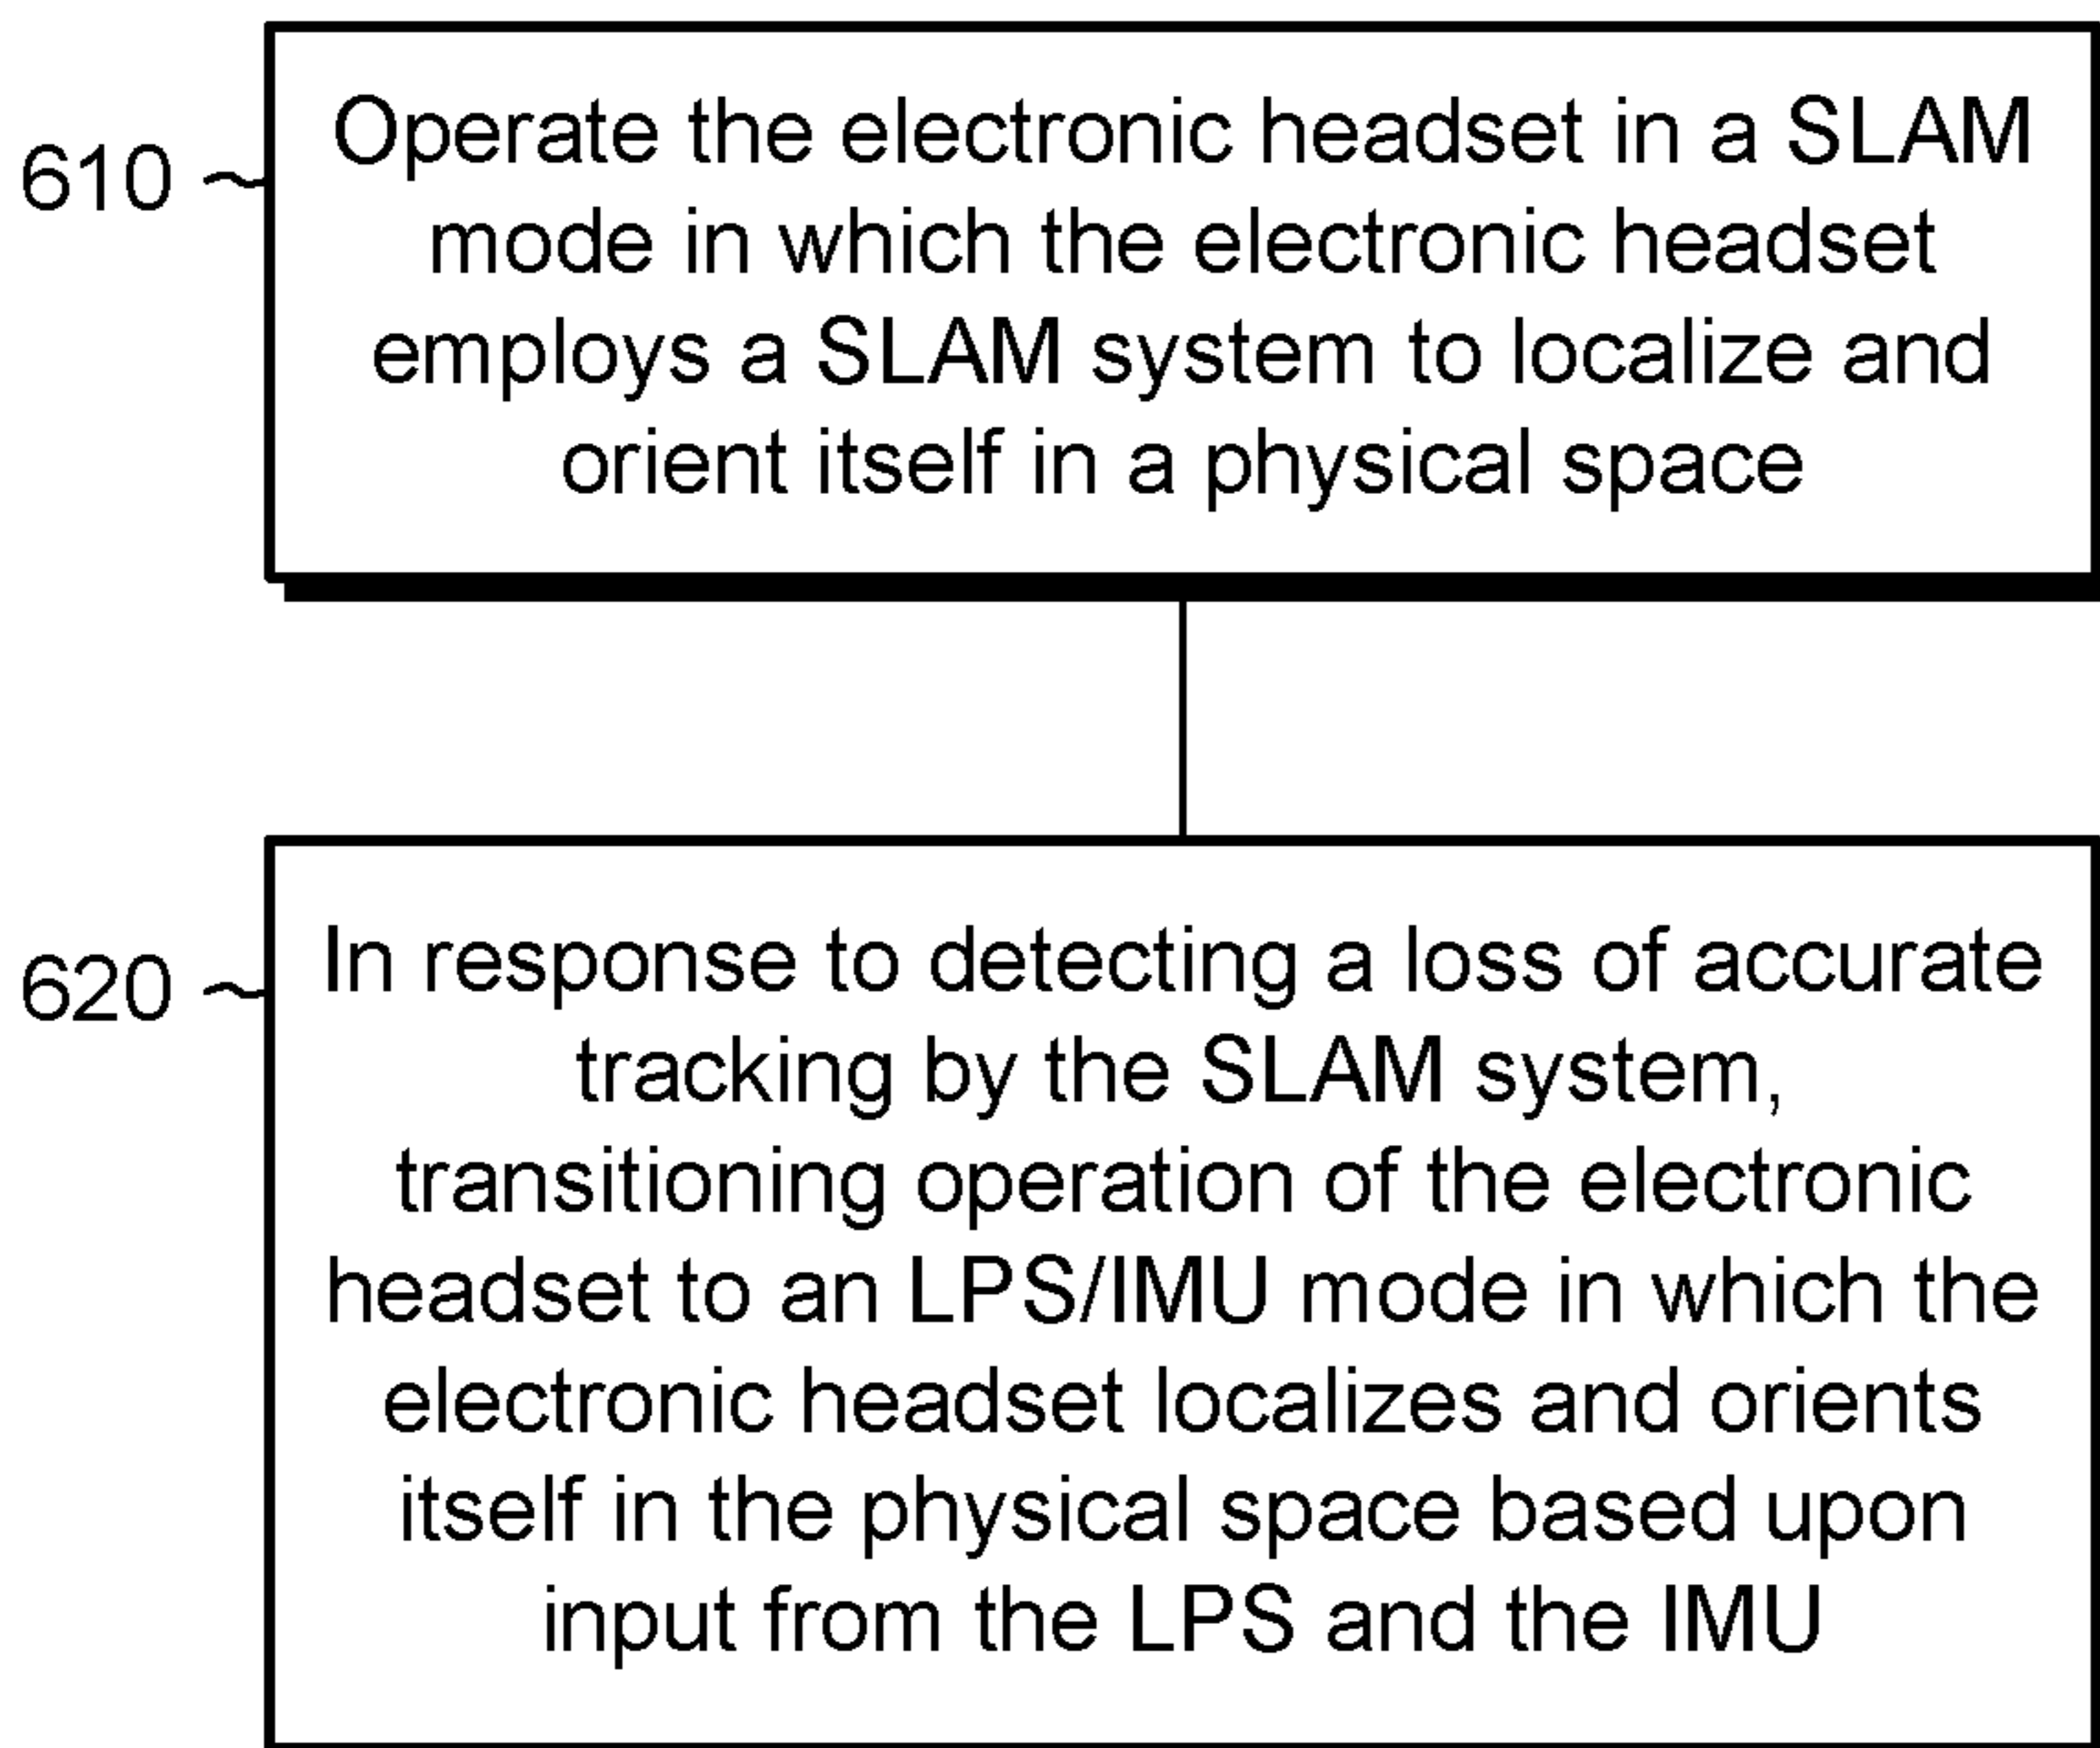 610
Operate the electronic headset in a SLAM
mode in which the electronic headset
employs a SLAM system to localize and
orient itself in a physical space
620
In response to detecting a loss of accurate
tracking by the SLAM system,
transitioning operation of the electronic
headset to an LPS/IMU mode in which the
electronic headset localizes and orients
itself in the physical space based upon
input from the LPS and the IMU